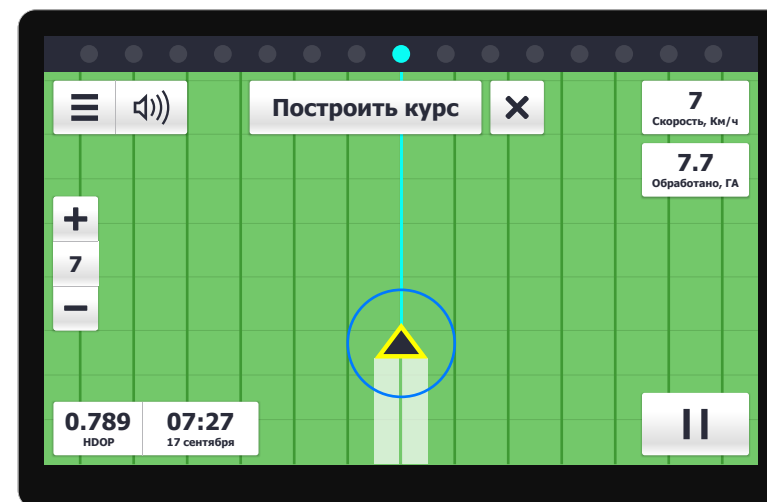 Построить курс
7
Скорость, Км/ч
7.7
Обработано, ГА
7
0.789
HDOP
07:27
17 сентября